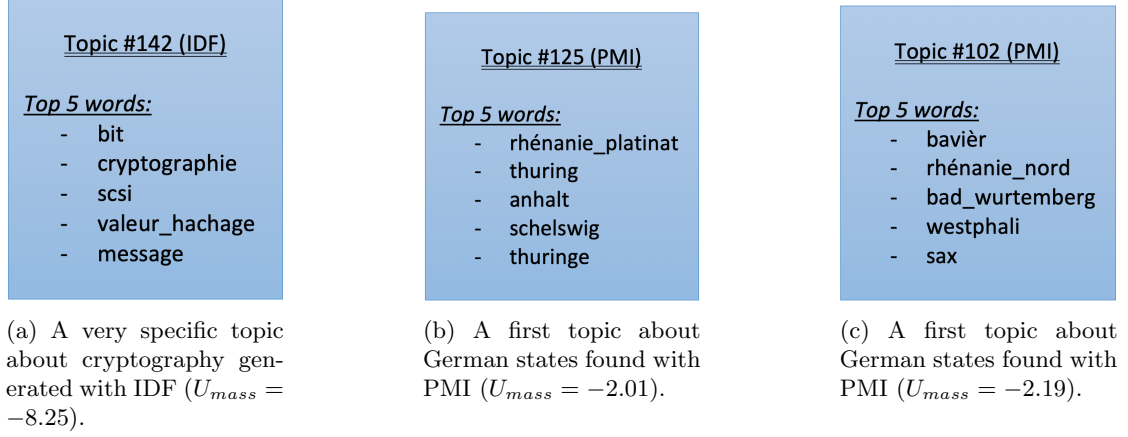 Topic #142 (IDF)
Top 5 words:
- bit
- cryptographie
- scsi
- valeur_hachage
- message
(a) A very specific topic
about cryptography gen-
erated with IDF (U_mass =
−8.25).
Topic #125 (PMI)
Top 5 words:
- rhénanie_platinat
- thuring
- anhalt
- schelswig
- thuringe
(b) A first topic about
German states found with
PMI (U_mass = −2.01).
Topic #102 (PMI)
Top 5 words:
- bavièr
- rhénanie_nord
- bad_wurtemberg
- westphali
- sax
(c) A first topic about
German states found with
PMI (U_mass = −2.19).